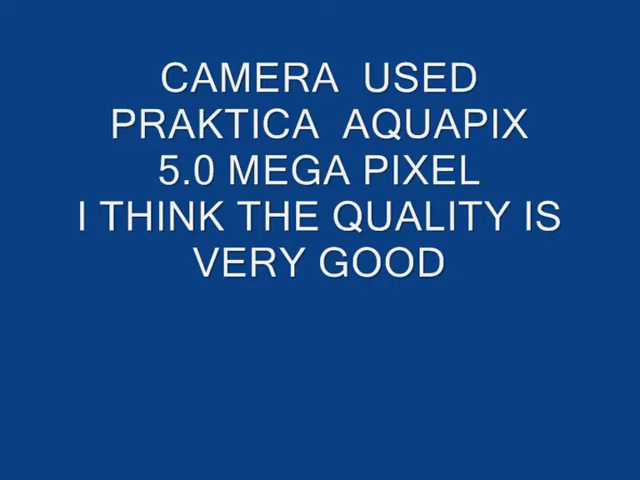 CAMERA USED
PRAKTICA AQUAPIX
5.0 MEGA PIXEL
I THINK THE QUALITY IS
VERY GOOD